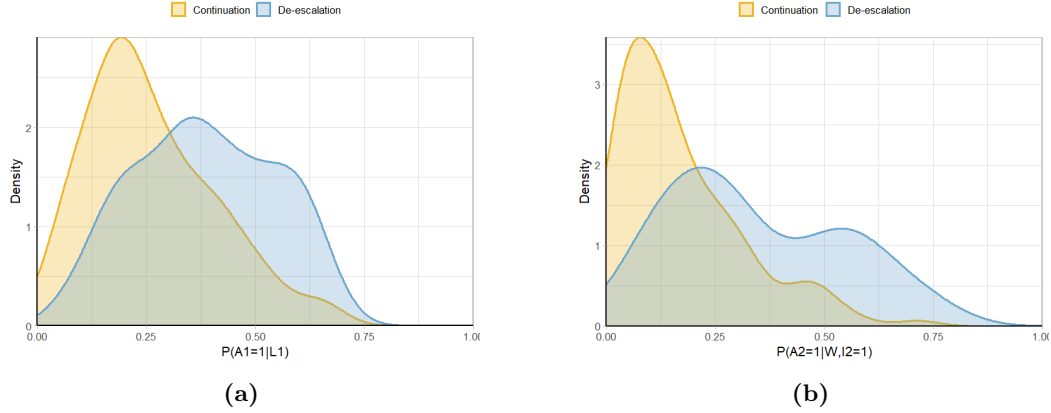 Continuation De-escalation
Density
2
1
0
0.00 0.25 0.50 0.75 1.00
P(A1=1|L1)
(a)
Continuation De-escalation
Density
3
2
1
0
0.00 0.25 0.50 0.75 1.00
P(A2=1|W,I2=1)
(b)